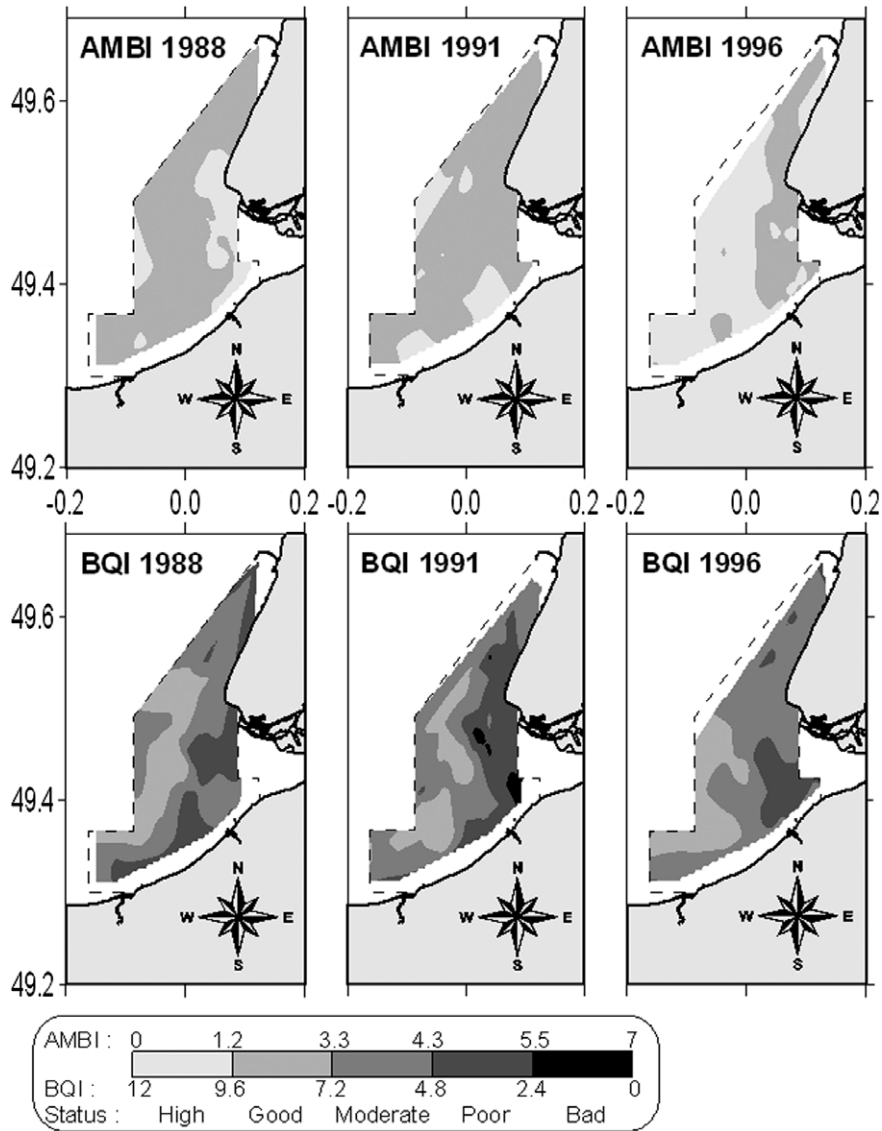 AMBI 1988
AMBI 1991
AMBI 1996
49.6
49.4
49.2
N
W E
S
N
W E
S
N
W E
S
-0.2 0.0 0.2 -0.2 0.0 0.2 -0.2 0.0 0.2
BQI 1988
BQI 1991
BQI 1996
49.6
49.4
49.2
N
W E
S
N
W E
S
N
W E
S
AMBI : 0 1.2 3.3 4.3 5.5 7
BQI : 12 9.6 7.2 4.8 2.4 0
Status : High Good Moderate Poor Bad